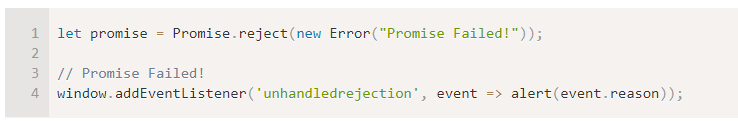 1 let promise = Promise.reject(new Error("Promise Failed!"));
2
3 // Promise Failed!
4 window.addEventListener('unhandledrejection', event => alert(event.reason));